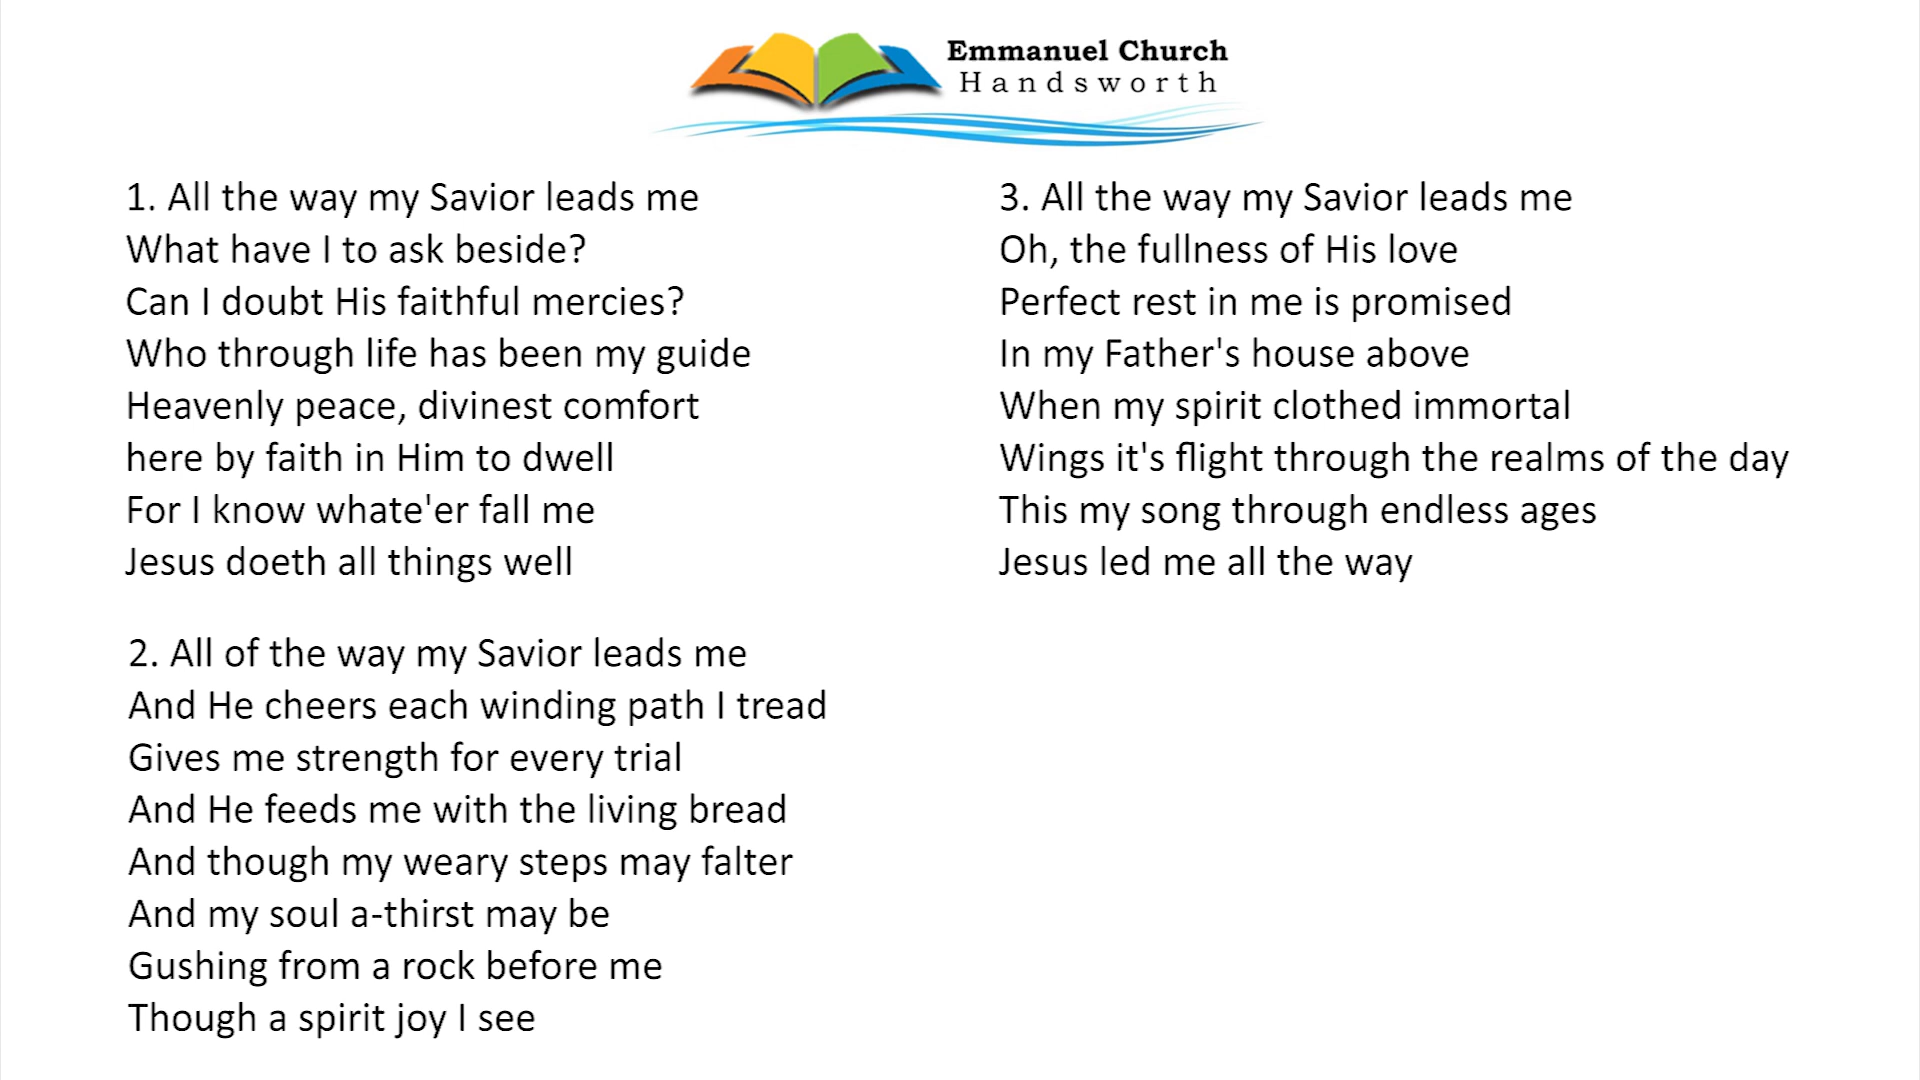 Emmanuel Church
Handsworth
1. All the way my Savior leads me
What have I to ask beside?
Can I doubt His faithful mercies?
Who through life has been my guide
Heavenly peace, divinest comfort
here by faith in Him to dwell
For I know whate'er fall me
Jesus doeth all things well
2. All of the way my Savior leads me
And He cheers each winding path I tread
Gives me strength for every trial
And He feeds me with the living bread
And though my weary steps may falter
And my soul a-thirst may be
Gushing from a rock before me
Though a spirit joy I see
3. All the way my Savior leads me
Oh, the fullness of His love
Perfect rest in me is promised
In my Father's house above
When my spirit clothed immortal
Wings it's flight through the realms of the day
This my song through endless ages
Jesus led me all the way